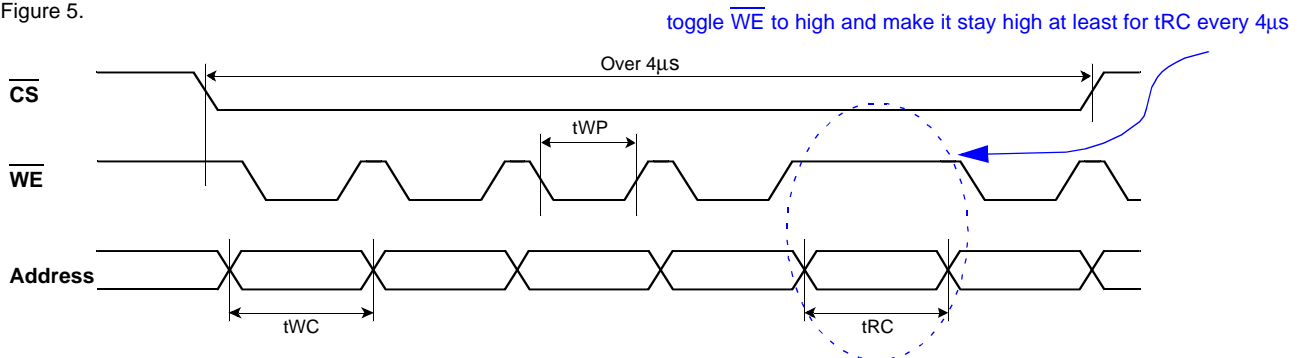 Figure 5.
toggle WE to high and make it stay high at least for tRC every 4μs
Over 4μs
CS
tWP
WE
Address
tWC
tRC